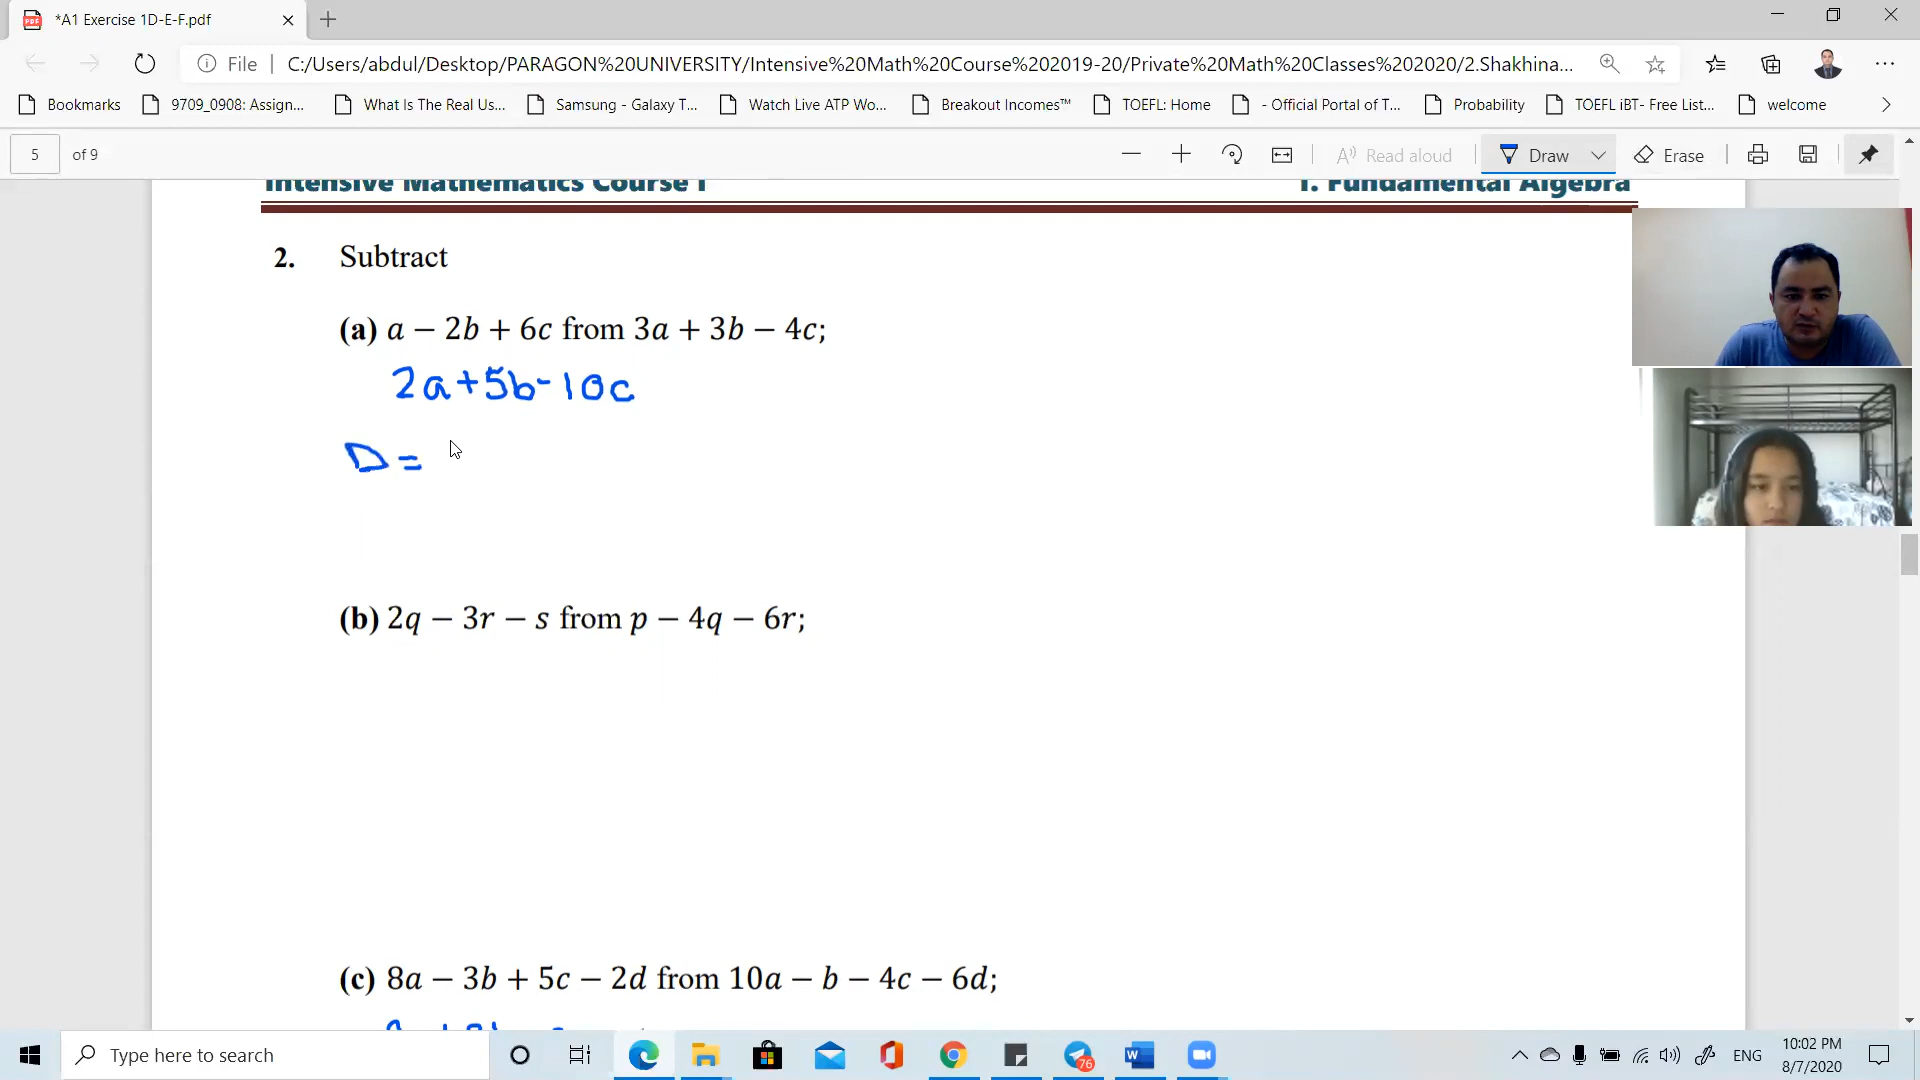 *A1 Exercise 1D-E-F.pdf
File | C:/Users/abdul/Desktop/PARAGON%20UNIVERSITY/Intensive%20Math%20Course%202019-20/Private%20Math%20Classes%202020/2.Shakhina...
Bookmarks 9709_0908: Assign... What Is The Real Us... Samsung - Galaxy T... Watch Live ATP Wo... Breakout Incomes™ TOEFL: Home - Official Portal of T... Probability TOEFL iBT- Free List... welcome
5 of 9 Read aloud Draw Erase
Intensive Mathematics Course I 1. Fundamental Algebra
2. Subtract
(a) a − 2b + 6c from 3a + 3b − 4c;
2a+5b-10c
D =
(b) 2q − 3r − s from p − 4q − 6r;
(c) 8a − 3b + 5c − 2d from 10a − b − 4c − 6d;
Type here to search
76
ENG
10:02 PM
8/7/2020